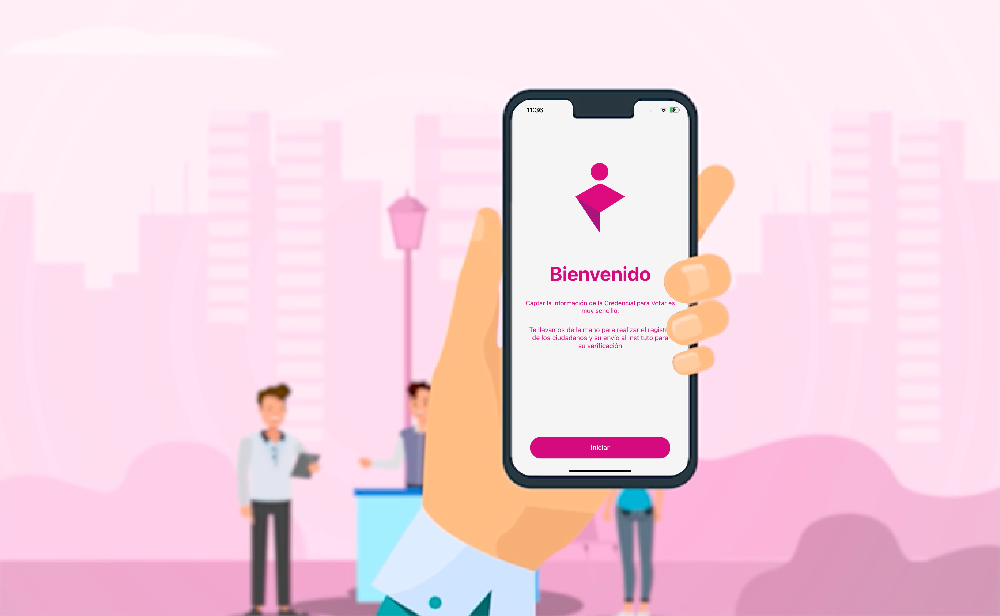 11:36
Bienvenido
Captar la información de la Credencial para Votar es
muy sencillo:
Te llevamos de la mano para realizar el registr
de los ciudadanos y su envío al Instituto para
su verificación
Iniciar